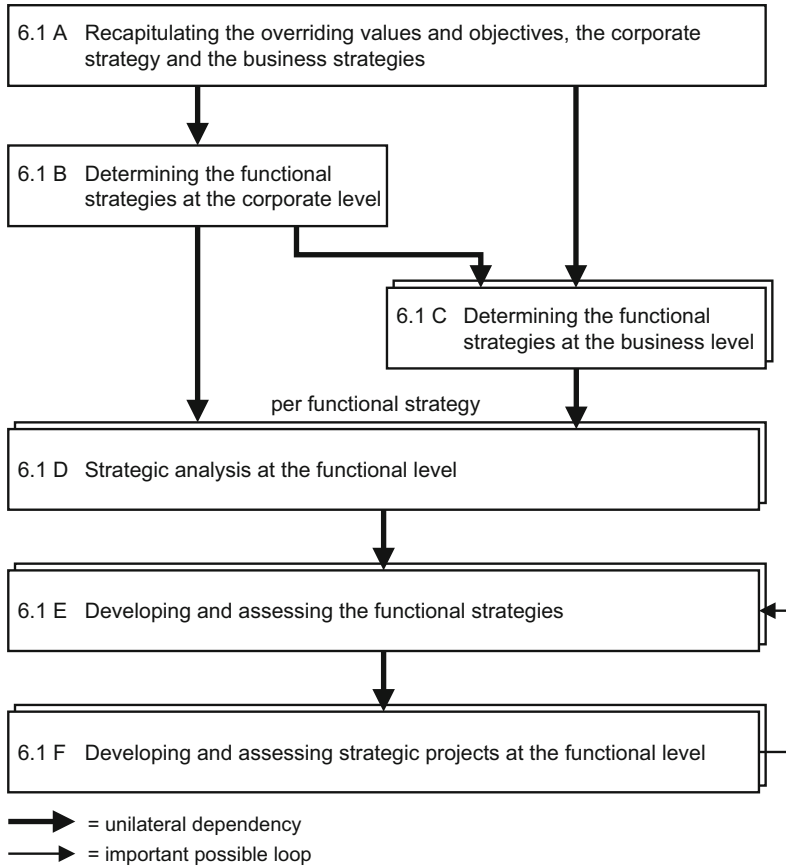 6.1 A Recapitulating the overriding values and objectives, the corporate
strategy and the business strategies
6.1 B Determining the functional
strategies at the corporate level
6.1 C Determining the functional
strategies at the business level
per functional strategy
6.1 D Strategic analysis at the functional level
6.1 E Developing and assessing the functional strategies
6.1 F Developing and assessing strategic projects at the functional level
= unilateral dependency
= important possible loop